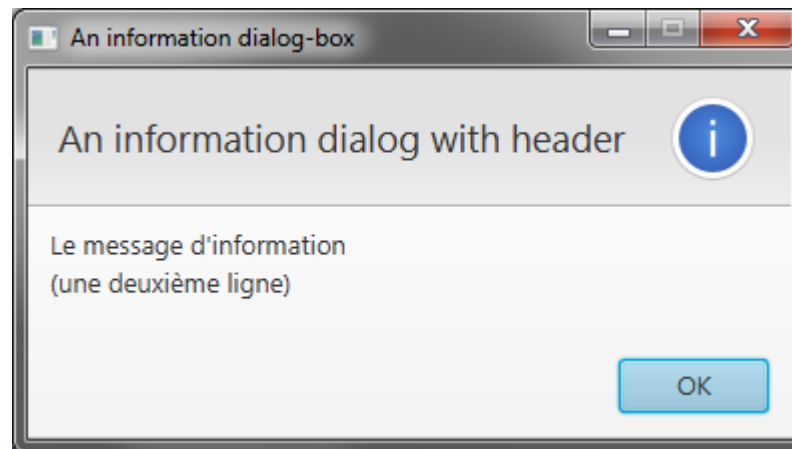 An information dialog-box
An information dialog with header
i
Le message d'information
(une deuxième ligne)
OK